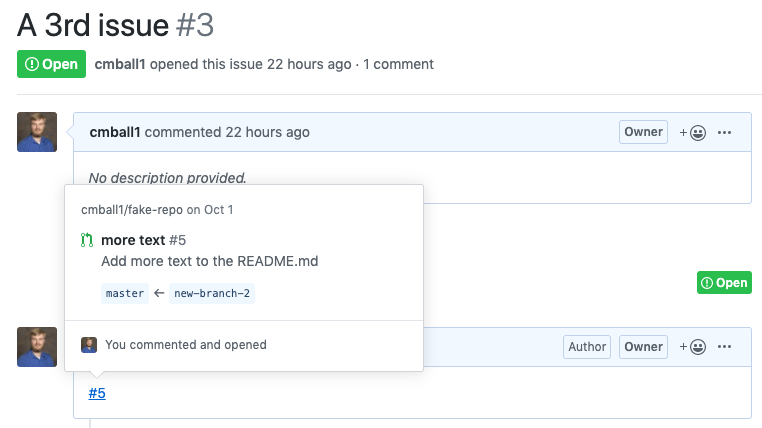 A 3rd issue #3
Open cmball1 opened this issue 22 hours ago · 1 comment
cmball1 commented 22 hours ago Owner
No description provided.
cmball1/fake-repo on Oct 1
more text #5
Add more text to the README.md
master ← new-branch-2
Open
You commented and opened
Author Owner
#5